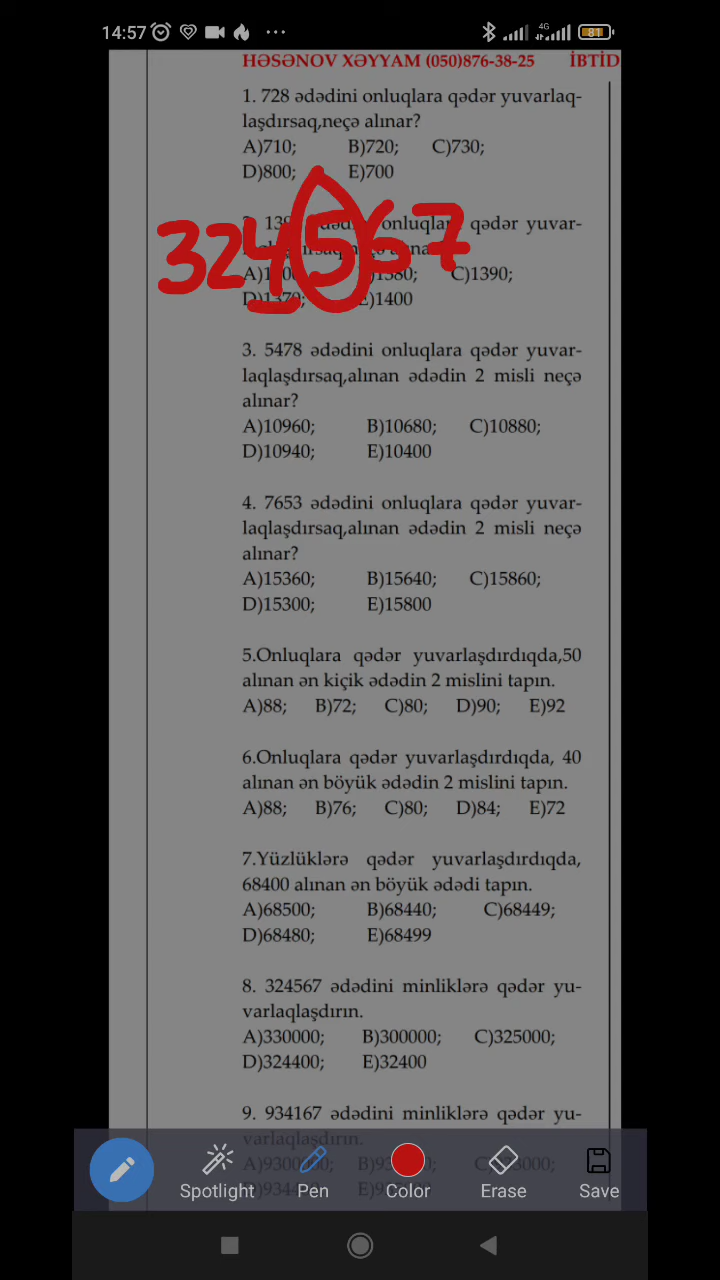 14:57 4G 81
HƏSƏNOV XƏYYAM (050)876-38-25 İBTİD
1. 728 ədədini onluqlara qədər yuvarlaq-
laşdırsaq,neçə alınar?
A)710; B)720; C)730;
D)800; E)700
onluqlara qədər yuvar-
C)1390;
D)1370; E)1400
324567
3. 5478 ədədini onluqlara qədər yuvar-
laqlaşdırsaq,alınan ədədin 2 misli neçə
alınar?
A)10960; B)10680; C)10880;
D)10940; E)10400
4. 7653 ədədini onluqlara qədər yuvar-
laqlaşdırsaq,alınan ədədin 2 misli neçə
alınar?
A)15360; B)15640; C)15860;
D)15300; E)15800
5.Onluqlara qədər yuvarlaşdırdıqda,50
alınan ən kiçik ədədin 2 mislini tapın.
A)88; B)72; C)80; D)90; E)92
6.Onluqlara qədər yuvarlaşdırdıqda, 40
alınan ən böyük ədədin 2 mislini tapın.
A)88; B)76; C)80; D)84; E)72
7.Yüzlüklərə qədər yuvarlaşdırdıqda,
68400 alınan ən böyük ədədi tapın.
A)68500; B)68440; C)68449;
D)68480; E)68499
8. 324567 ədədini minliklərə qədər yu-
varlaqlaşdırın.
A)330000; B)300000; C)325000;
D)324400; E)32400
9. 934167 ədədini minliklərə qədər yu-
varlaqlaşdırın.
Spotlight Pen Color Erase Save